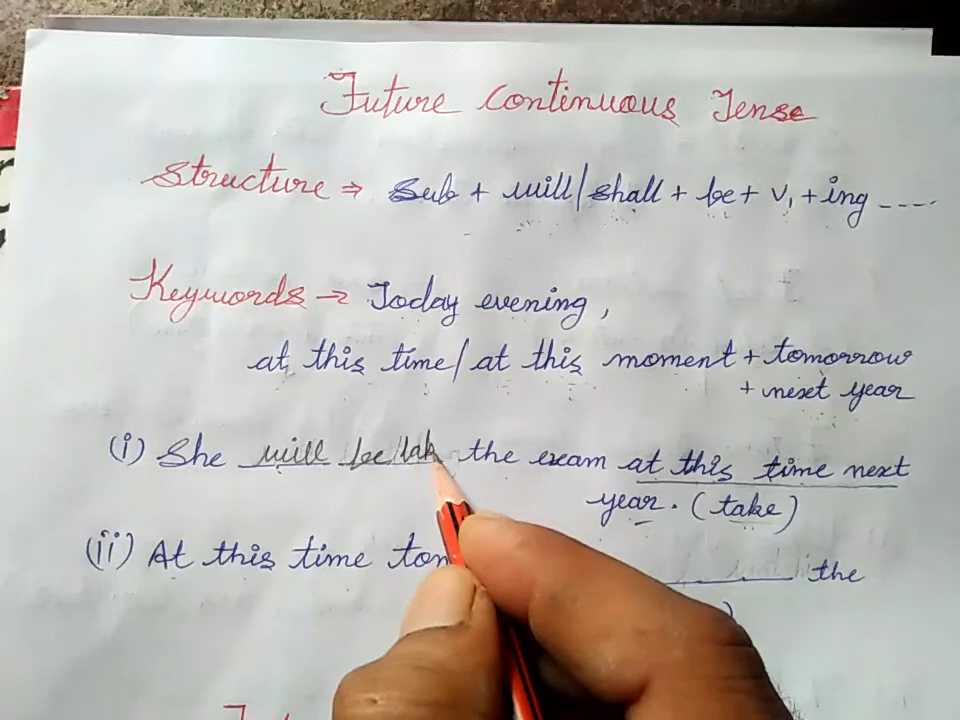 Future Continuous Tense
Structure ⇒ Sub + will/shall + be + V₁ + ing ----
Keywords → Today evening,
at this time/at this moment + tomorrow
+ next year
(i) She will be tak the exam at this time next
year. (take)
(ii) At this time the